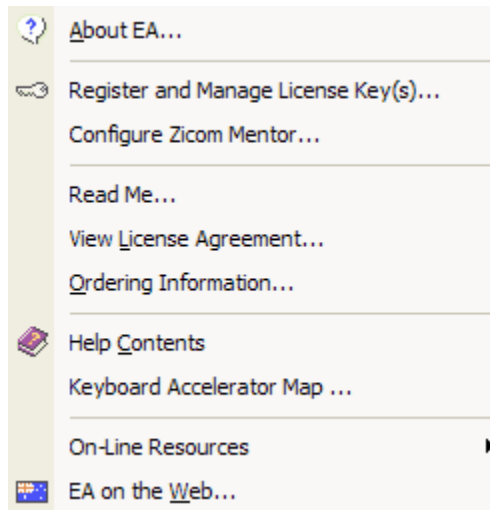 About EA...
Register and Manage License Key(s)...
Configure Zicom Mentor...
Read Me...
View License Agreement...
Ordering Information...
Help Contents
Keyboard Accelerator Map ...
On-Line Resources
EA on the Web...